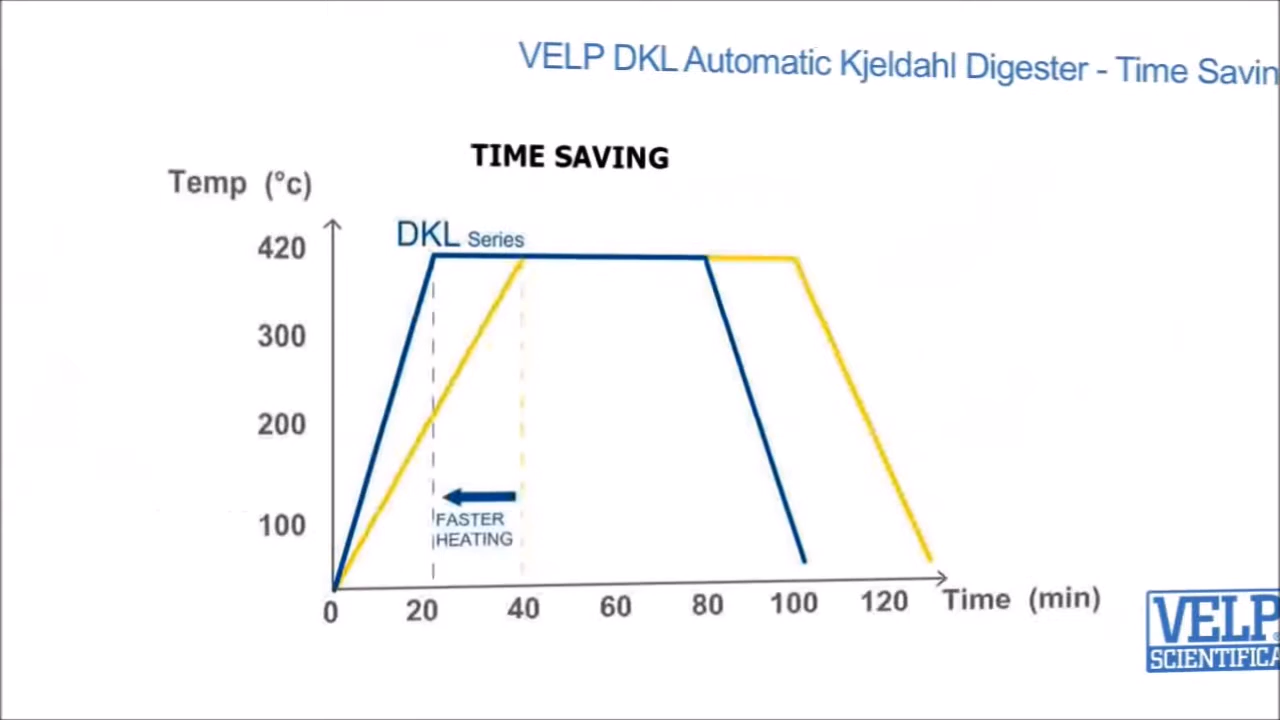 VELP DKL Automatic Kjeldahl Digester - Time Savin
TIME SAVING
Temp (°c)
DKL Series
420
300
200
100
FASTER
HEATING
0 20 40 60 80 100 120 Time (min)
VELP
SCIENTIFICA